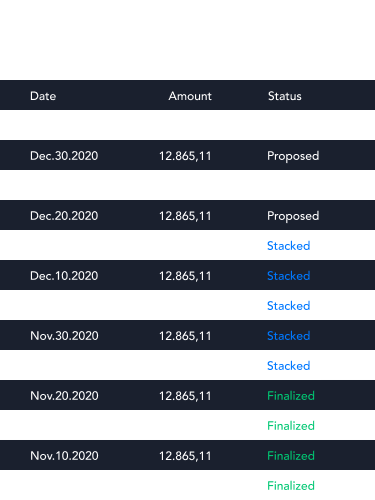 Date Amount Status
Dec.30.2020 12.865,11 Proposed
Dec.20.2020 12.865,11 Proposed
Stacked
Dec.10.2020 12.865,11 Stacked
Stacked
Nov.30.2020 12.865,11 Stacked
Stacked
Nov.20.2020 12.865,11 Finalized
Finalized
Nov.10.2020 12.865,11 Finalized
Finalized